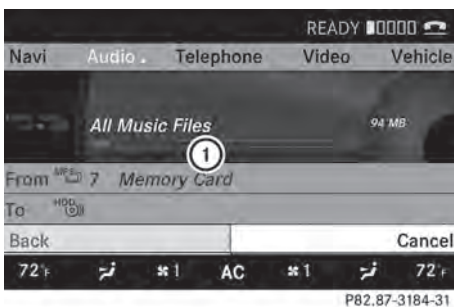 READY
Navi Audio Telephone Video Vehicle
All Music Files 94 MB
1
From MP3 7 Memory Card
To HDD
Back Cancel
72°F 1 AC 1 72°F
P82.87-3184-31